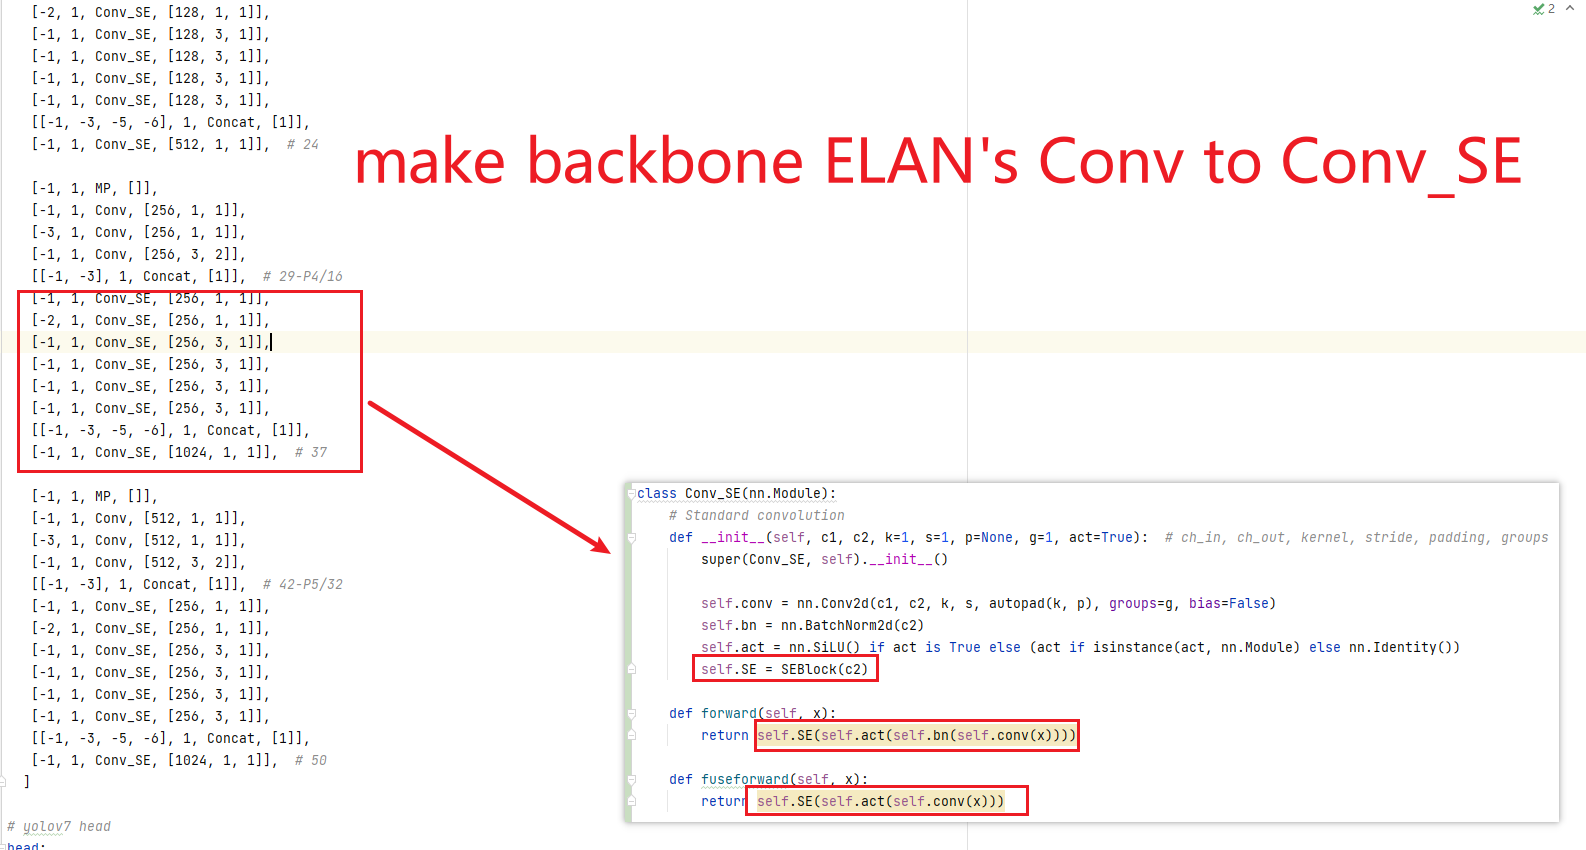 [-2, 1, Conv_SE, [128, 1, 1]],
[-1, 1, Conv_SE, [128, 3, 1]],
[-1, 1, Conv_SE, [128, 3, 1]],
[-1, 1, Conv_SE, [128, 3, 1]],
[-1, 1, Conv_SE, [128, 3, 1]],
[[-1, -3, -5, -6], 1, Concat, [1]],
[-1, 1, Conv_SE, [512, 1, 1]],  # 24
2
make backbone ELAN's Conv to Conv_SE
[-1, 1, MP, []],
[-1, 1, Conv, [256, 1, 1]],
[-3, 1, Conv, [256, 1, 1]],
[-1, 1, Conv, [256, 3, 2]],
[[-1, -3], 1, Concat, [1]],  # 29-P4/16
[-1, 1, Conv_SE, [256, 1, 1]],
[-2, 1, Conv_SE, [256, 1, 1]],
[-1, 1, Conv_SE, [256, 3, 1]],
[-1, 1, Conv_SE, [256, 3, 1]],
[-1, 1, Conv_SE, [256, 3, 1]],
[-1, 1, Conv_SE, [256, 3, 1]],
[[-1, -3, -5, -6], 1, Concat, [1]],
[-1, 1, Conv_SE, [1024, 1, 1]],  # 37
[-1, 1, MP, []],
[-1, 1, Conv, [512, 1, 1]],
[-3, 1, Conv, [512, 1, 1]],
[-1, 1, Conv, [512, 3, 2]],
[[-1, -3], 1, Concat, [1]],  # 42-P5/32
[-1, 1, Conv_SE, [256, 1, 1]],
[-2, 1, Conv_SE, [256, 1, 1]],
[-1, 1, Conv_SE, [256, 3, 1]],
[-1, 1, Conv_SE, [256, 3, 1]],
[-1, 1, Conv_SE, [256, 3, 1]],
[-1, 1, Conv_SE, [256, 3, 1]],
[[-1, -3, -5, -6], 1, Concat, [1]],
[-1, 1, Conv_SE, [1024, 1, 1]],  # 50
]
# yolov7 head
head:
class Conv_SE(nn.Module):
# Standard convolution
def __init__(self, c1, c2, k=1, s=1, p=None, g=1, act=True):  # ch_in, ch_out, kernel, stride, padding, groups
super(Conv_SE, self).__init__()
self.conv = nn.Conv2d(c1, c2, k, s, autopad(k, p), groups=g, bias=False)
self.bn = nn.BatchNorm2d(c2)
self.act = nn.SiLU() if act is True else (act if isinstance(act, nn.Module) else nn.Identity())
self.SE = SEBlock(c2)
def forward(self, x):
return self.SE(self.act(self.bn(self.conv(x))))
def fuseforward(self, x):
return self.SE(self.act(self.conv(x)))